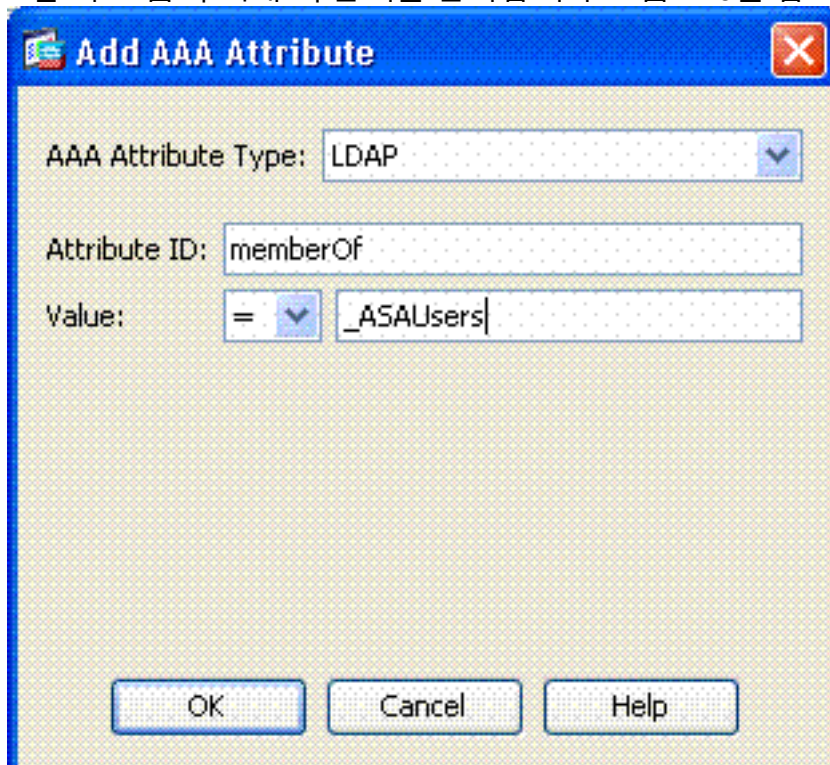 Add AAA Attribute
AAA Attribute Type: LDAP
Attribute ID: memberOf
Value: = _ASAUsers
OK Cancel Help